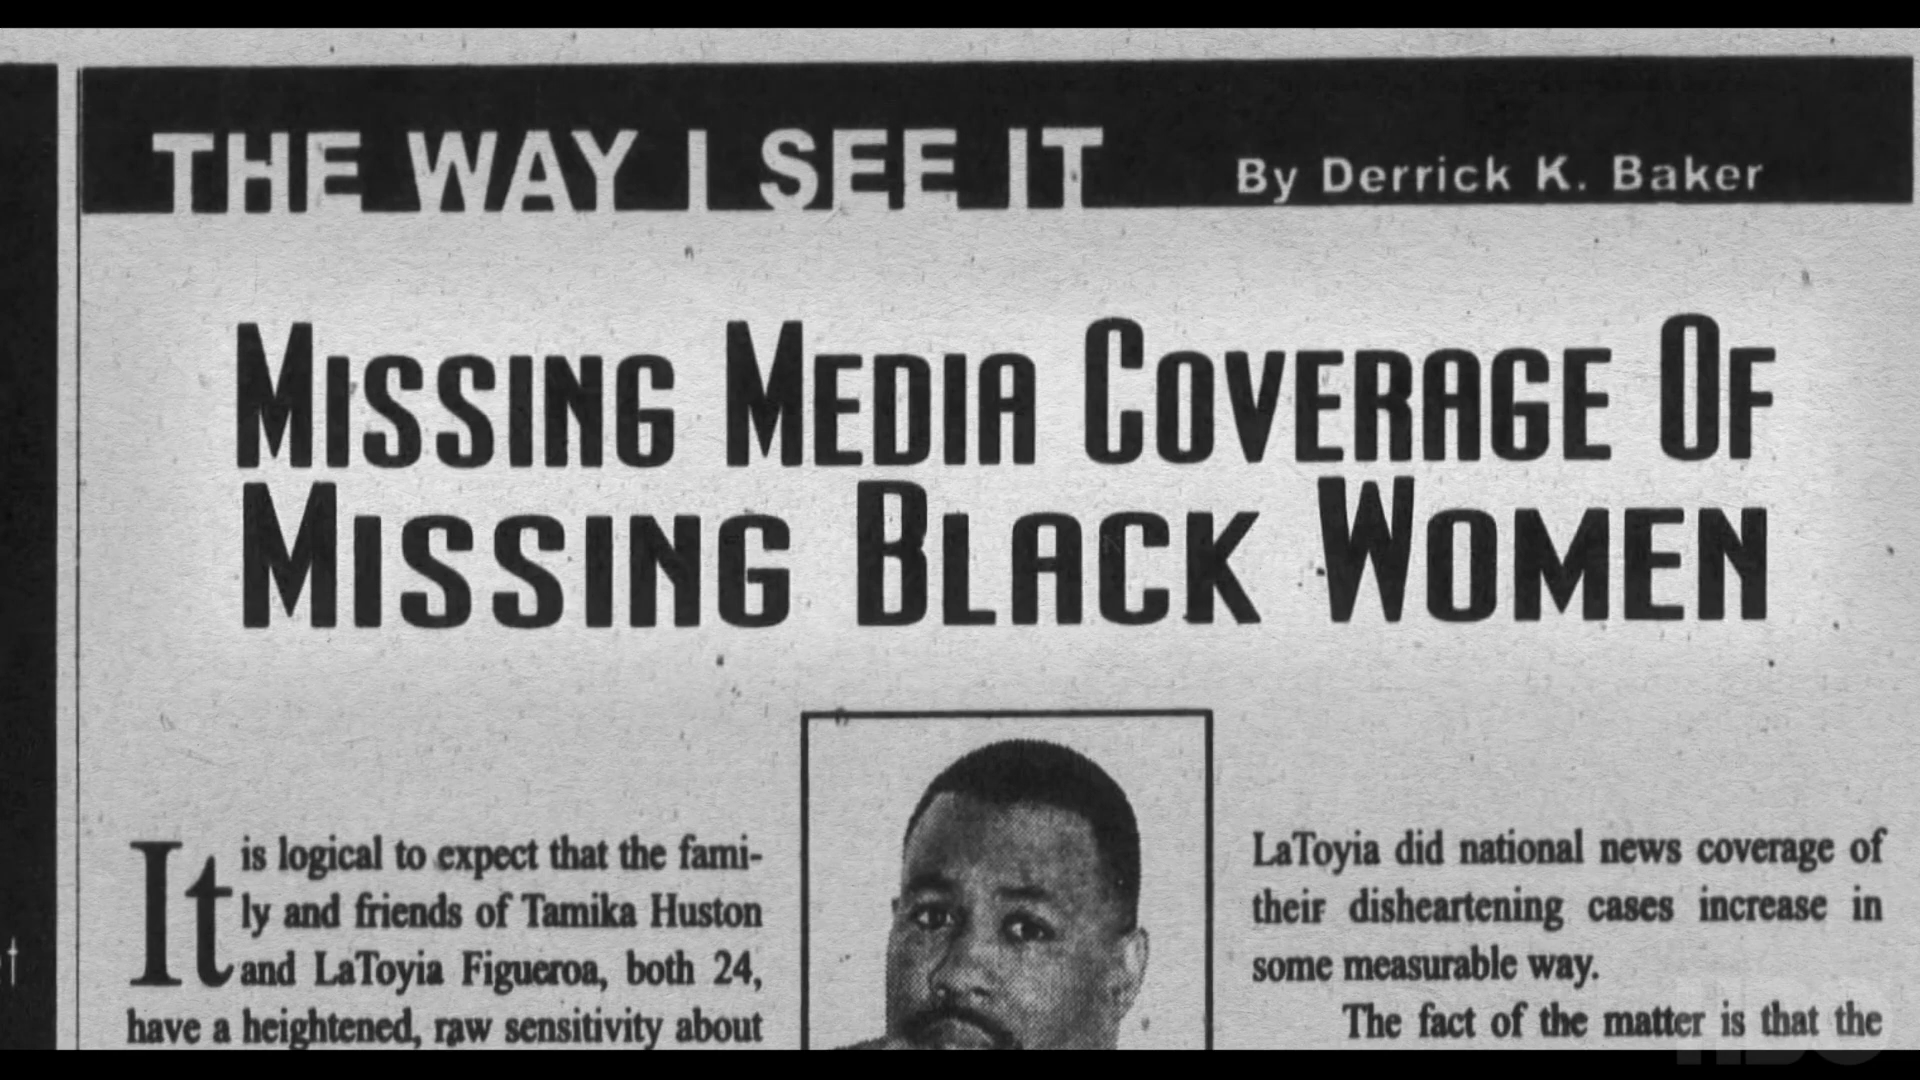 THE WAY I SEE IT By Derrick K. Baker
MISSING MEDIA COVERAGE OF
MISSING BLACK WOMEN
It is logical to expect that the fami-
ly and friends of Tamika Huston
and LaToyia Figueroa, both 24,
have a heightened, raw sensitivity about
LaToyia did national news coverage of
their disheartening cases increase in
some measurable way.
The fact of the matter is that the
HBO